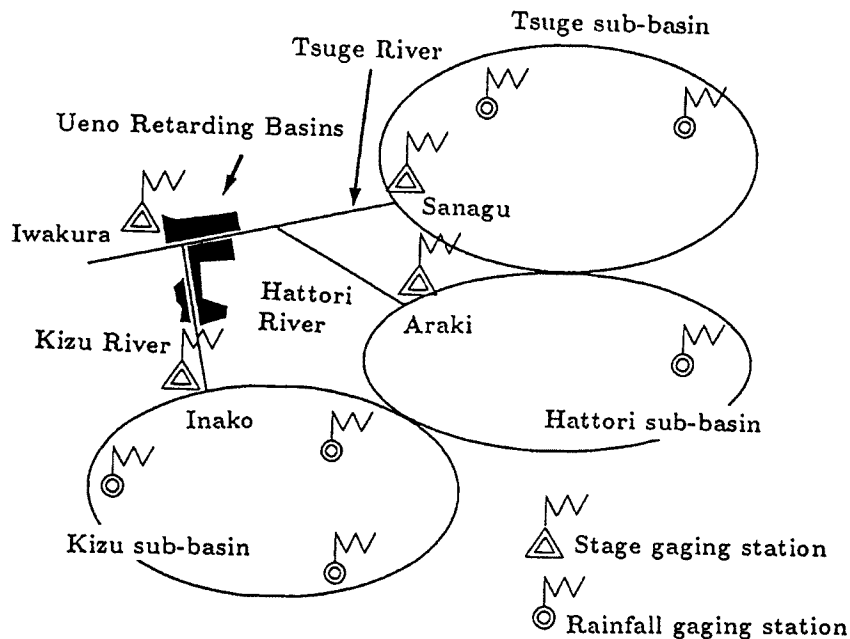 Tsuge sub-basin
Tsuge River
Ueno Retarding Basins
Sanagu
Iwakura
Hattori
River
Araki
Kizu River
Inako
Hattori sub-basin
Kizu sub-basin
Stage gaging station
Rainfall gaging station